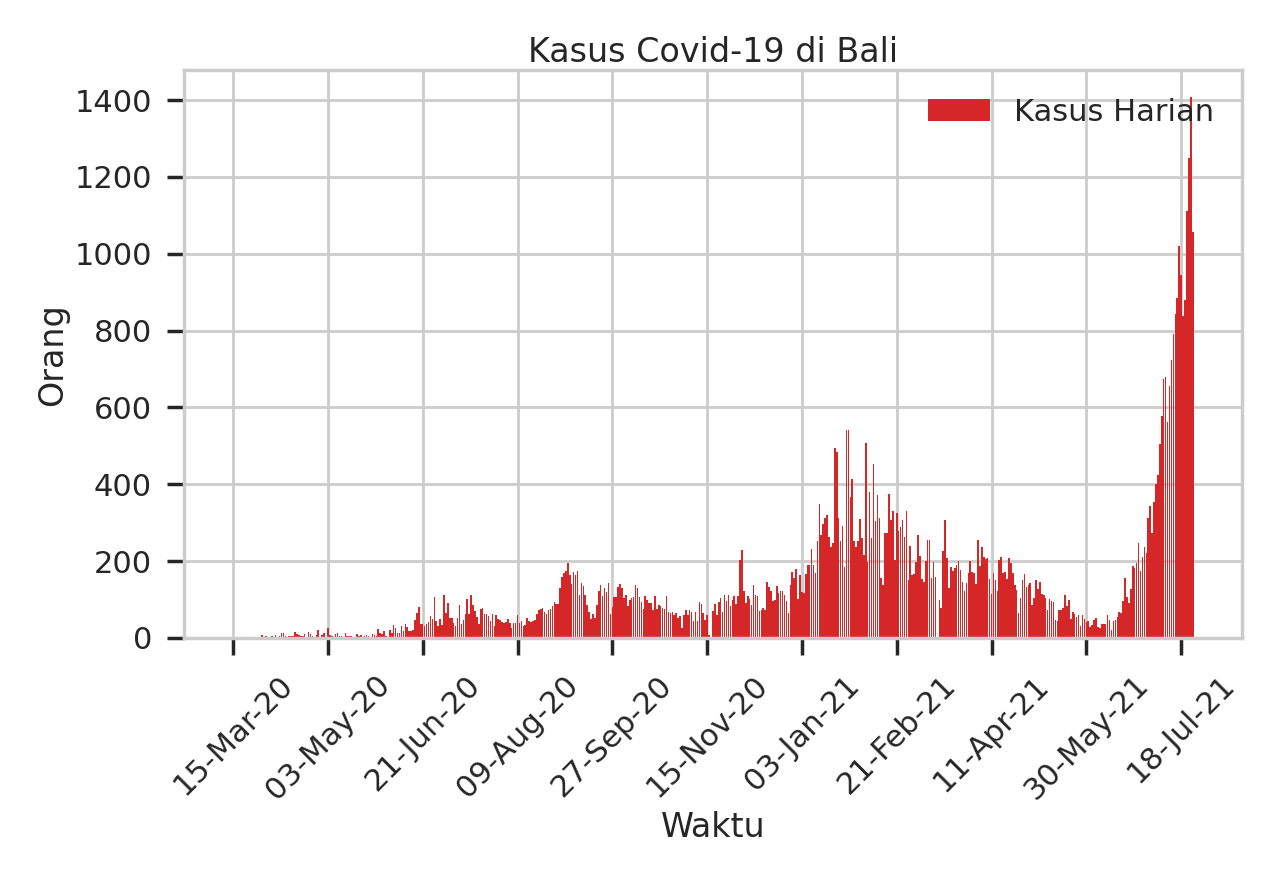 Kasus Covid-19 di Bali
Kasus Harian
1400
1200
1000
800
600
400
200
0
Orang
15-Mar-20
03-May-20
21-Jun-20
09-Aug-20
27-Sep-20
15-Nov-20
03-Jan-21
21-Feb-21
11-Apr-21
30-May-21
18-Jul-21
Waktu